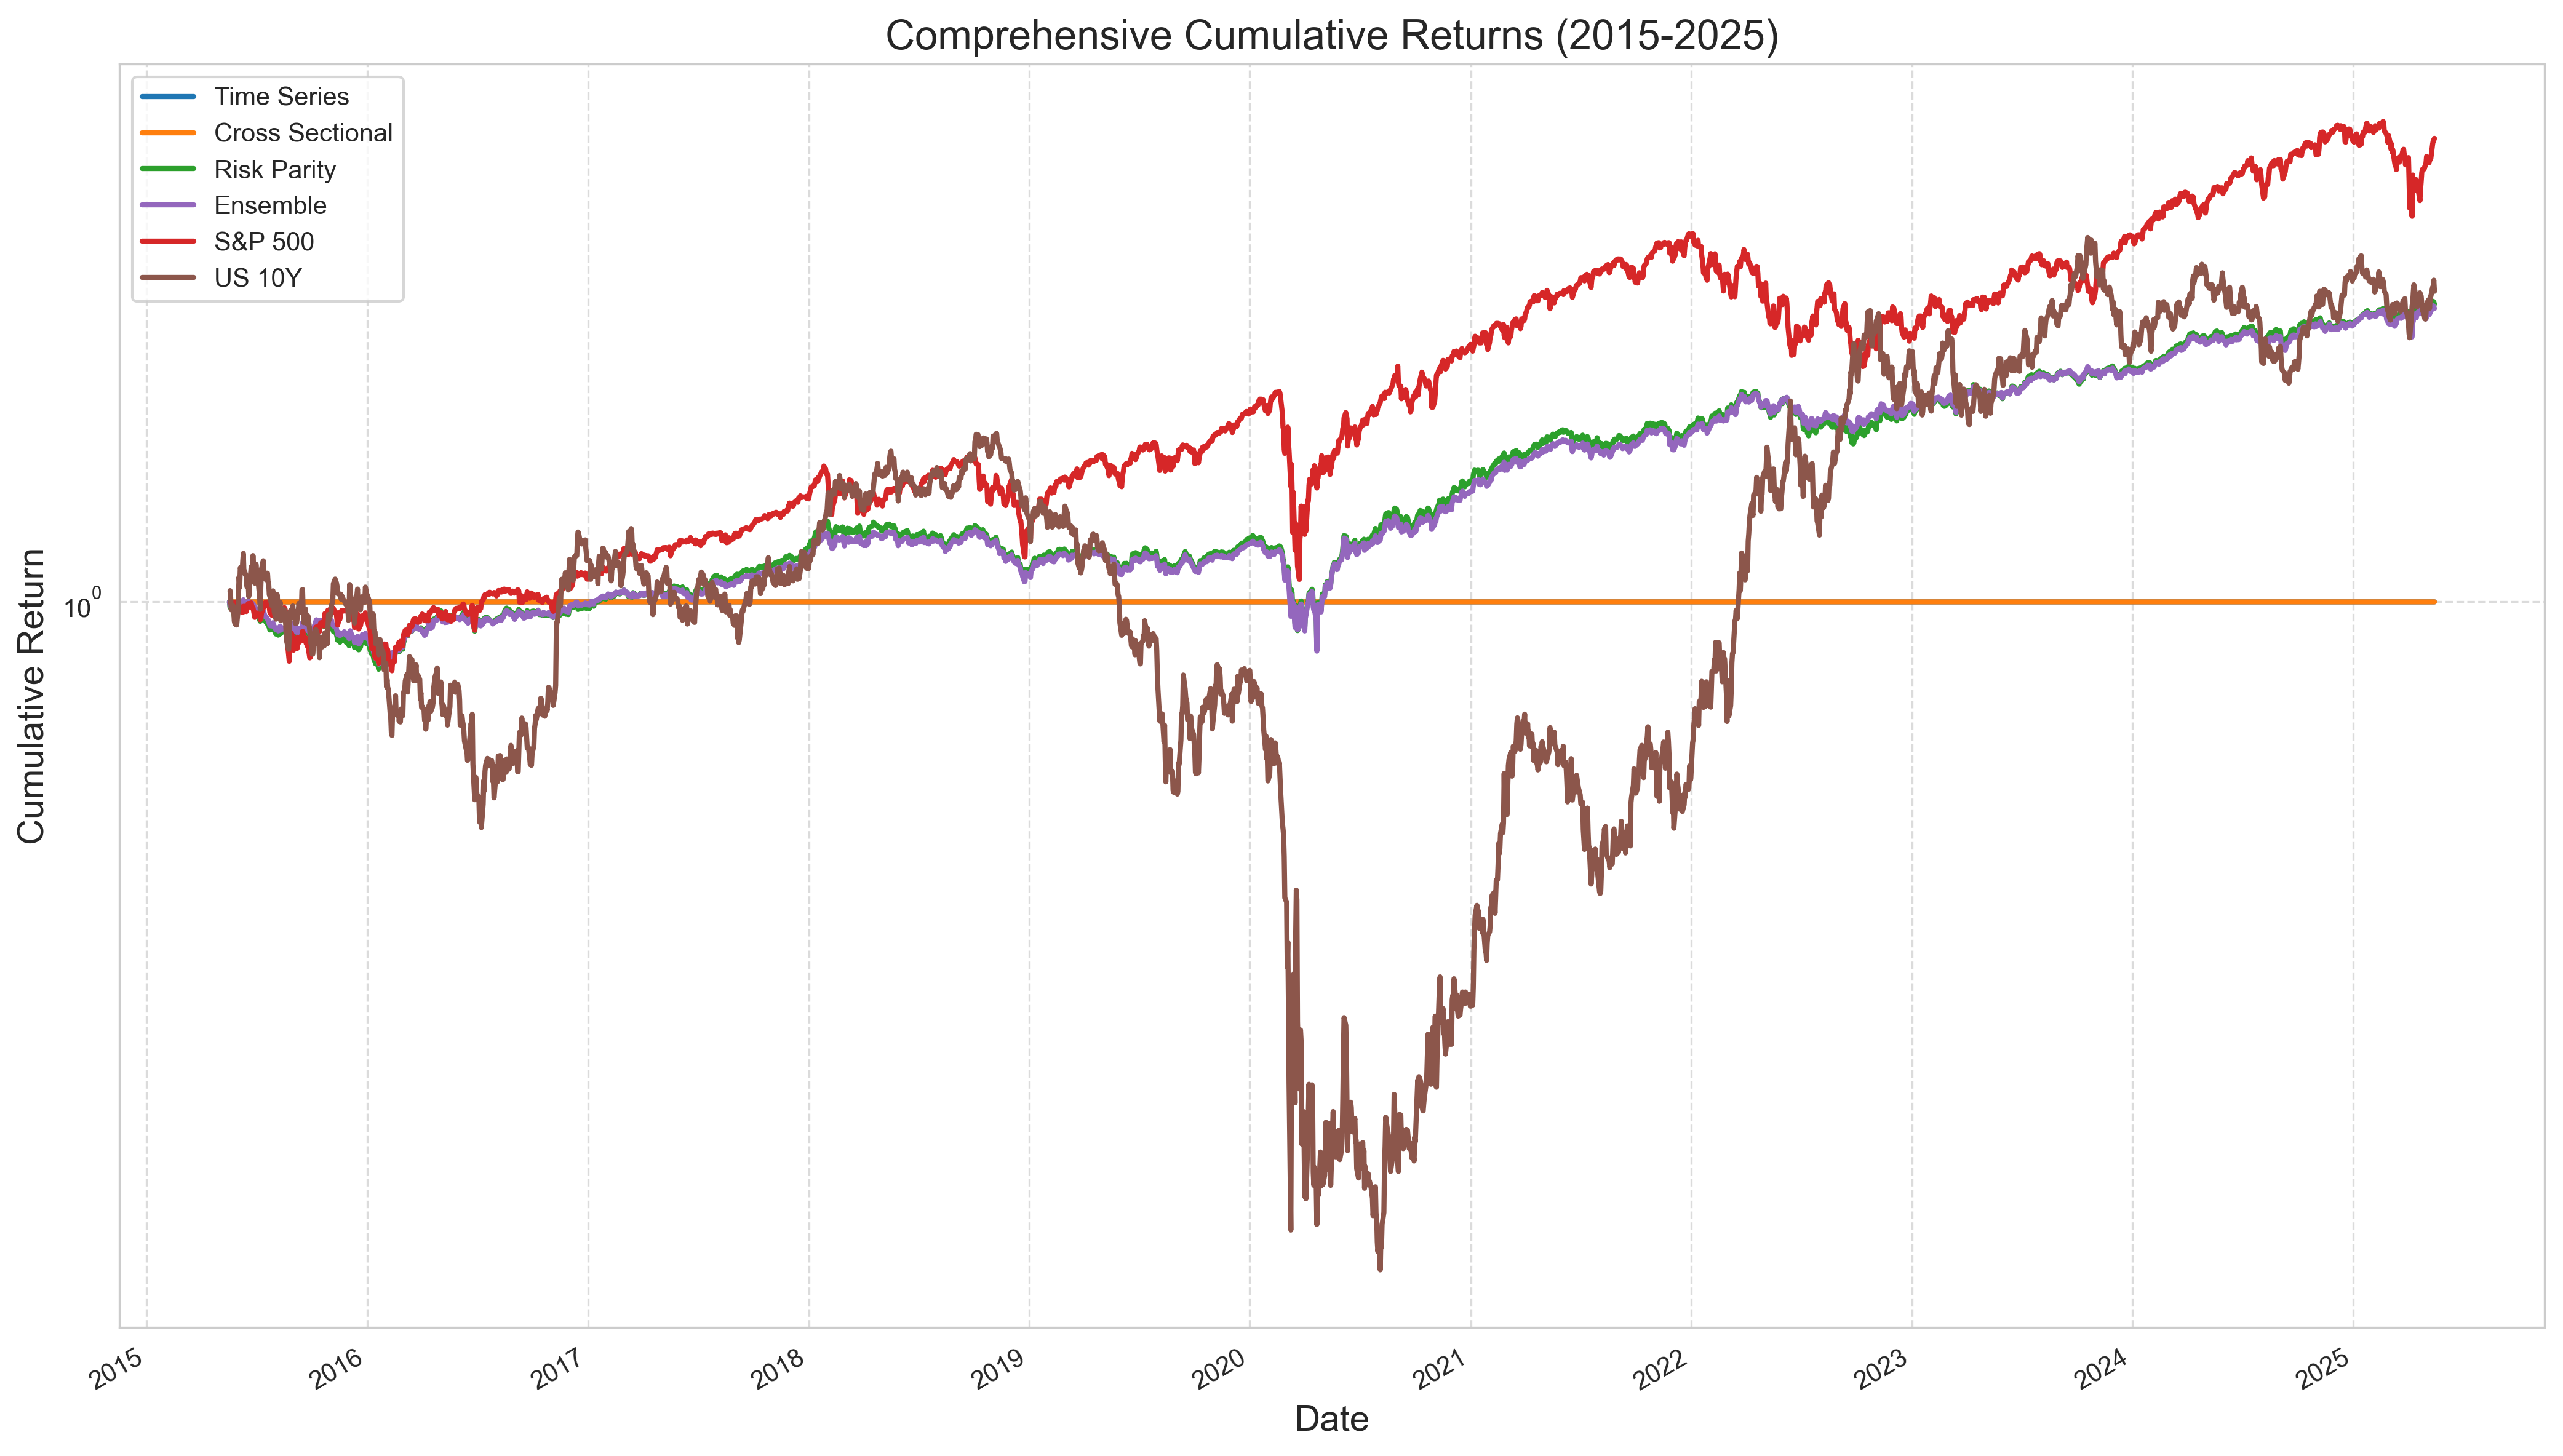 Comprehensive Cumulative Returns (2015-2025)
Time Series
Cross Sectional
Risk Parity
Ensemble
S&P 500
US 10Y
Cumulative Return
10^0
2015
2016
2017
2018
2019
2020
2021
2022
2023
2024
2025
Date